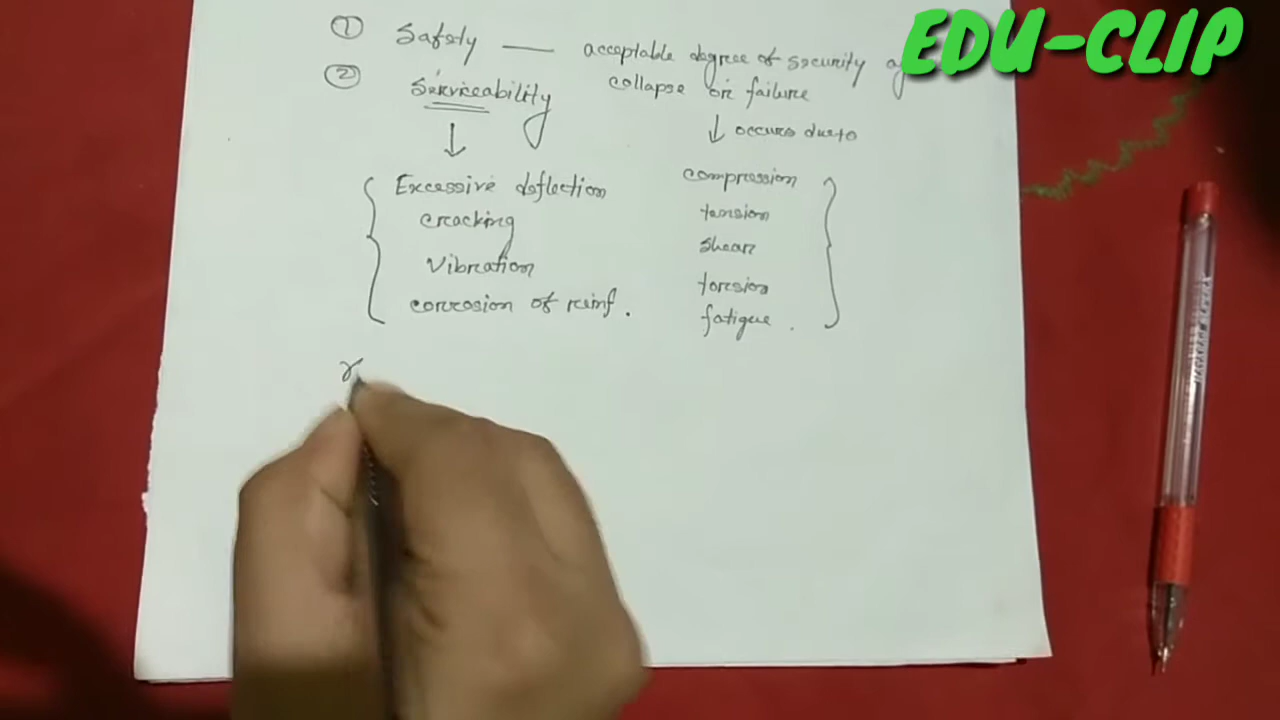 EDU-CLIP
① Safety — acceptable degree of security
collapse or failure
② Serviceability
↓ occurs due to
Excessive deflection
cracking
Vibration
corrosion of reinf.
compression
tension
shear
torsion
fatigue.